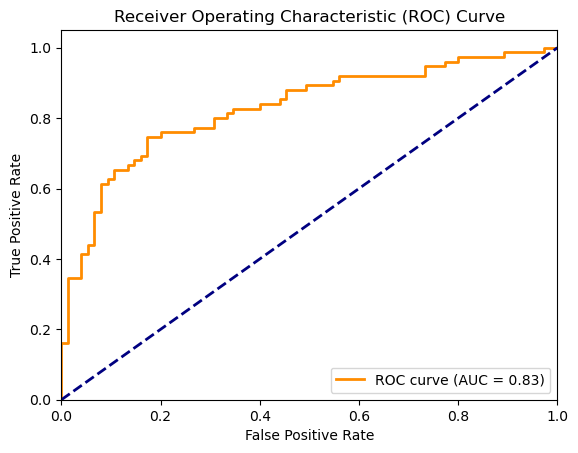 Receiver Operating Characteristic (ROC) Curve
1.0
0.8
0.6
0.4
0.2
0.0
True Positive Rate
ROC curve (AUC = 0.83)
0.0 0.2 0.4 0.6 0.8 1.0
False Positive Rate